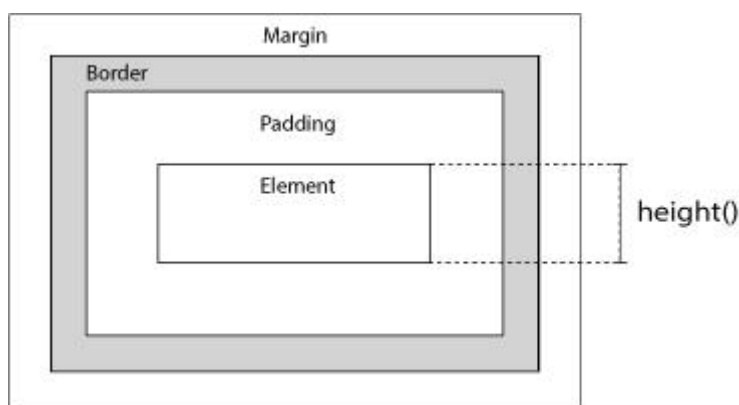 Margin
Border
Padding
Element
height()